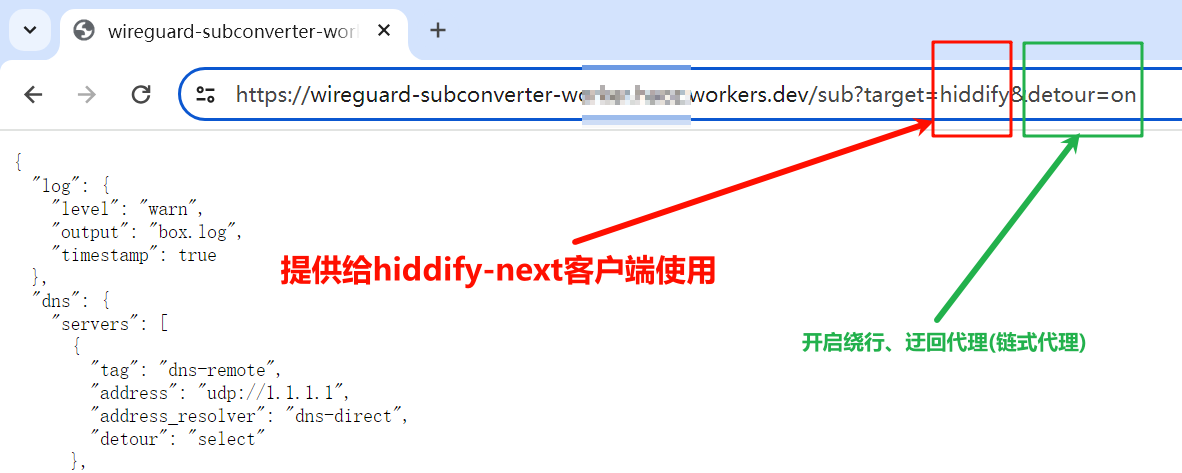 wireguard-subconverter-wor
https://wireguard-subconverter-workers.dev/sub?target=hiddify&detour=on
{
"log": {
"level": "warn",
"output": "box.log",
"timestamp": true
},
提供给hiddify-next客户端使用
"dns": {
"servers": [
{
开启绕行、迂回代理(链式代理)
"tag": "dns-remote",
"address": "udp://1.1.1.1",
"address_resolver": "dns-direct",
"detour": "select"
},